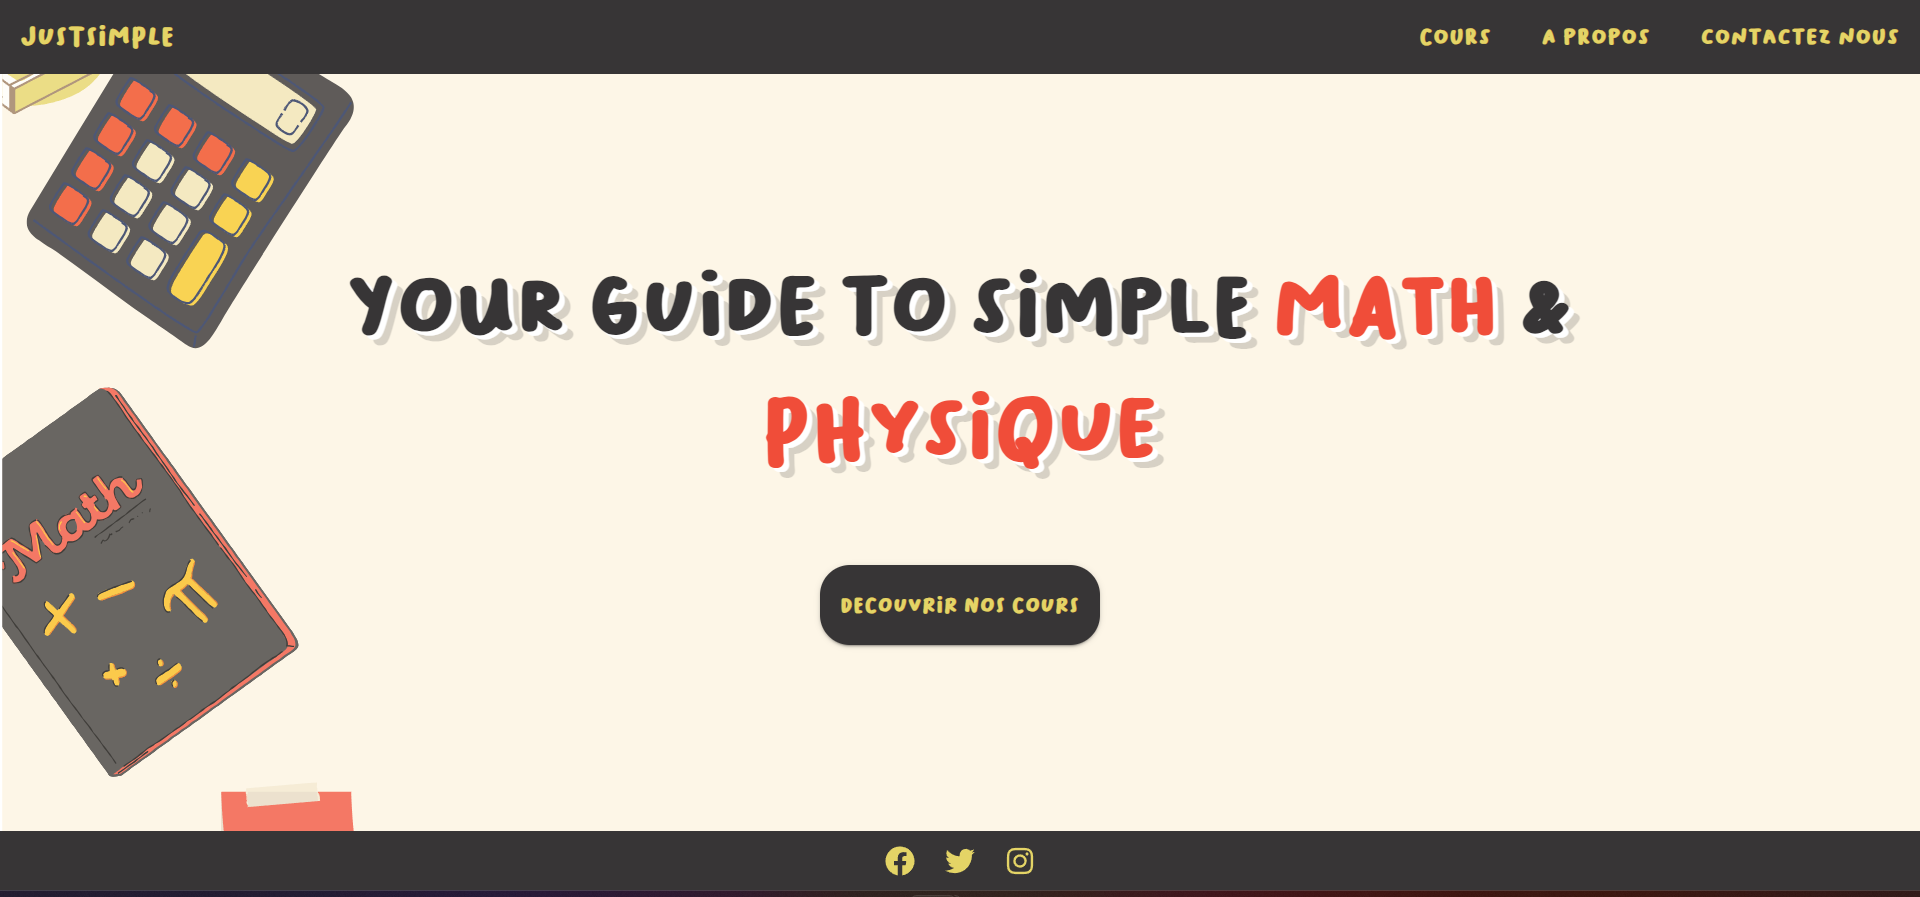 JUSTSiMPLE
COURS
A PROPOS
CONTACTEZ NOUS
YOUR GUiDE TO SiMPLE MATH &
PHYSiQUE
Math
DECOUVRiR NOS COURS